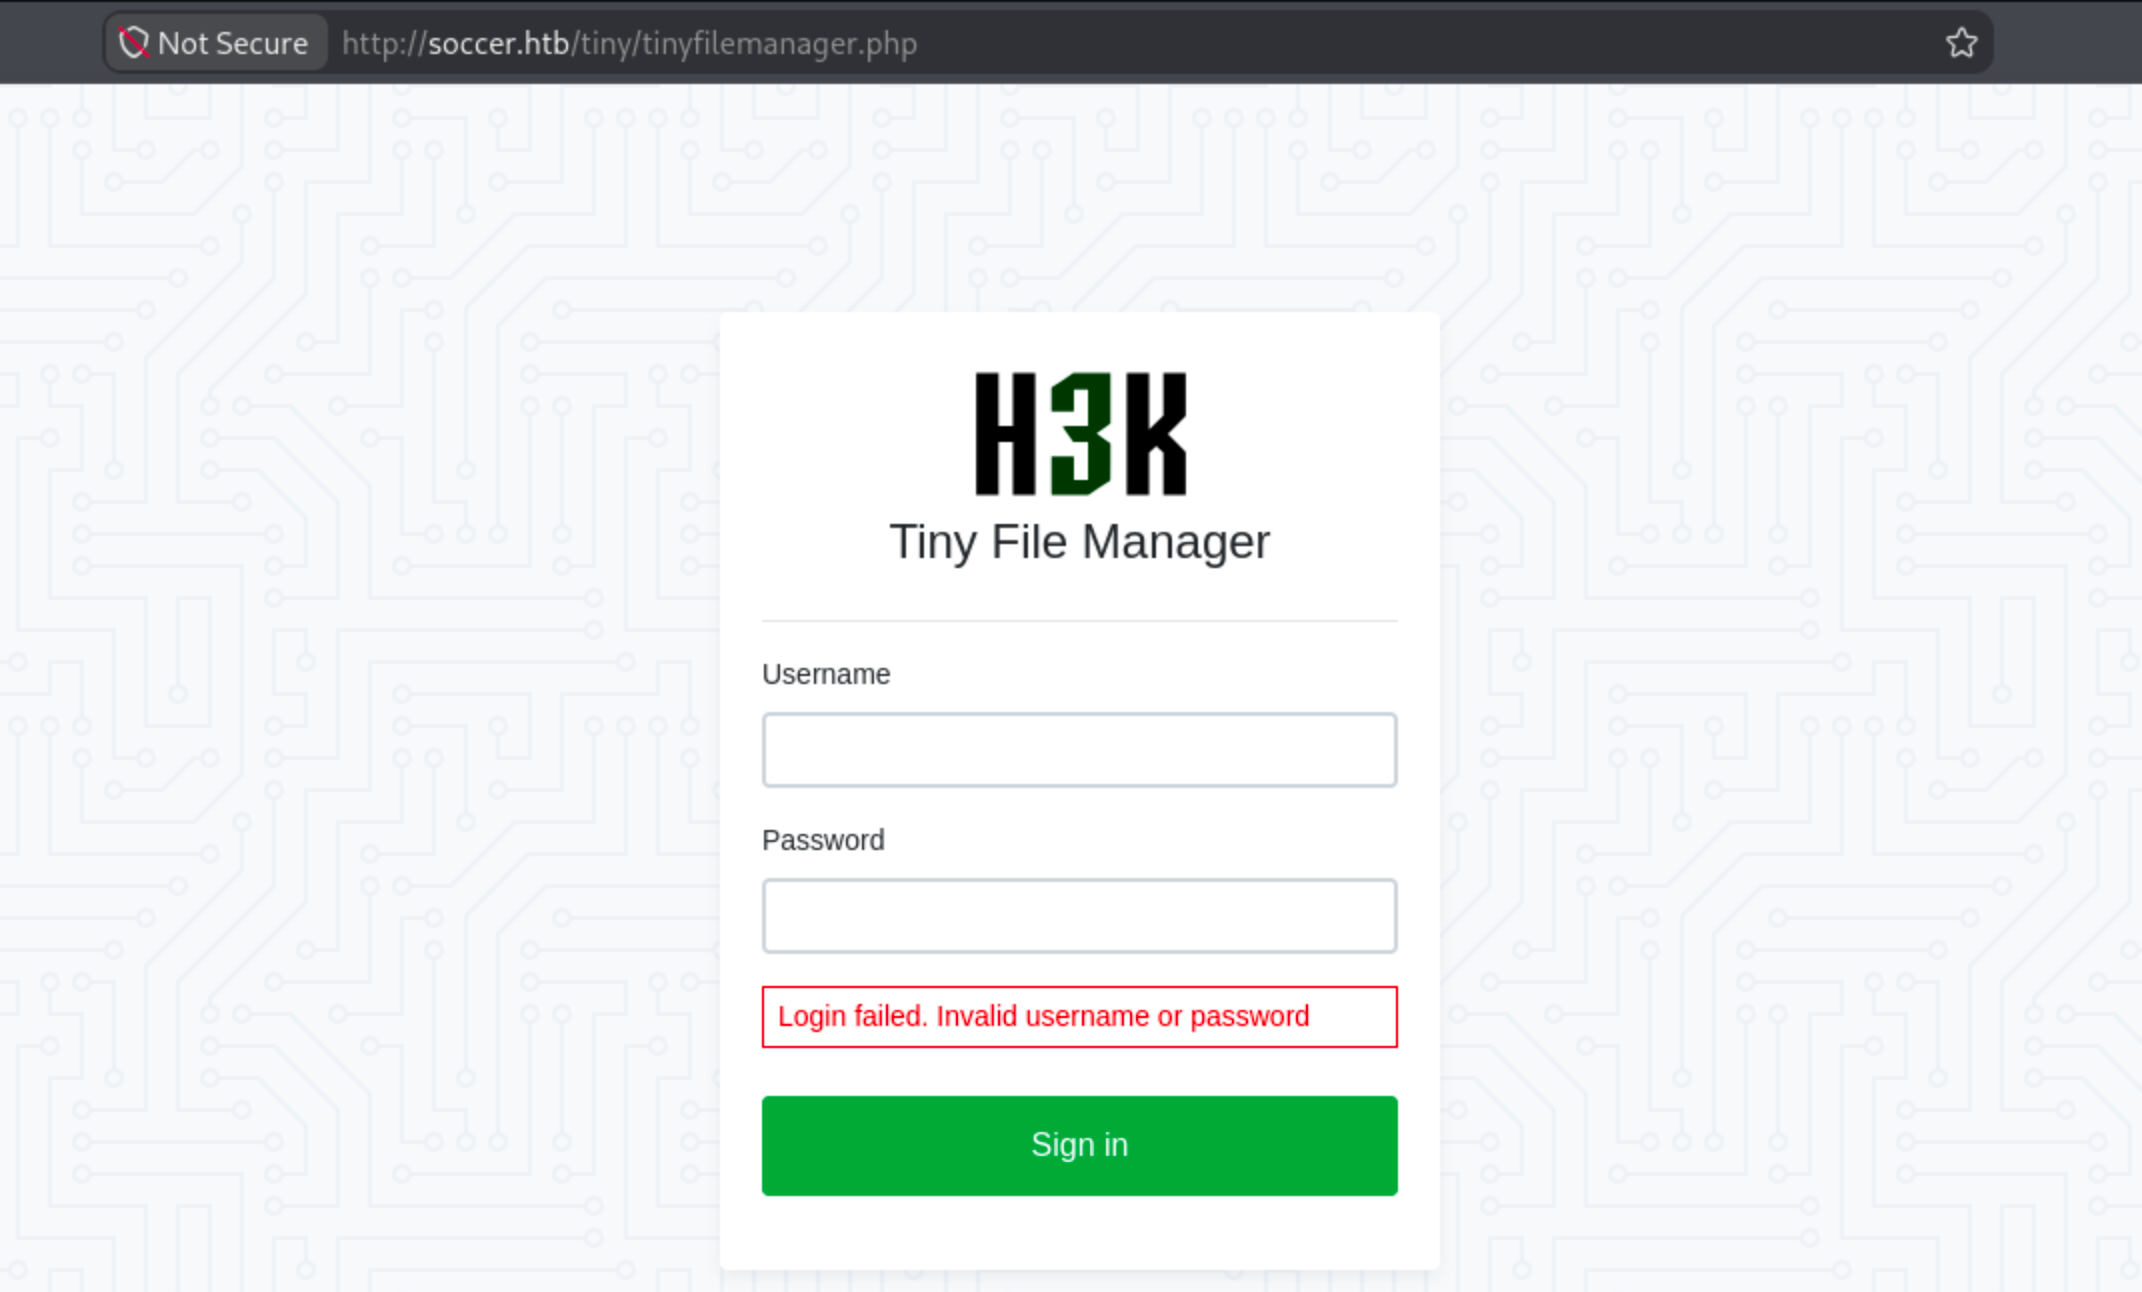 Not Secure http://soccer.htb/tiny/tinyfilemanager.php
H3K
Tiny File Manager
Username
Password
Login failed. Invalid username or password
Sign in